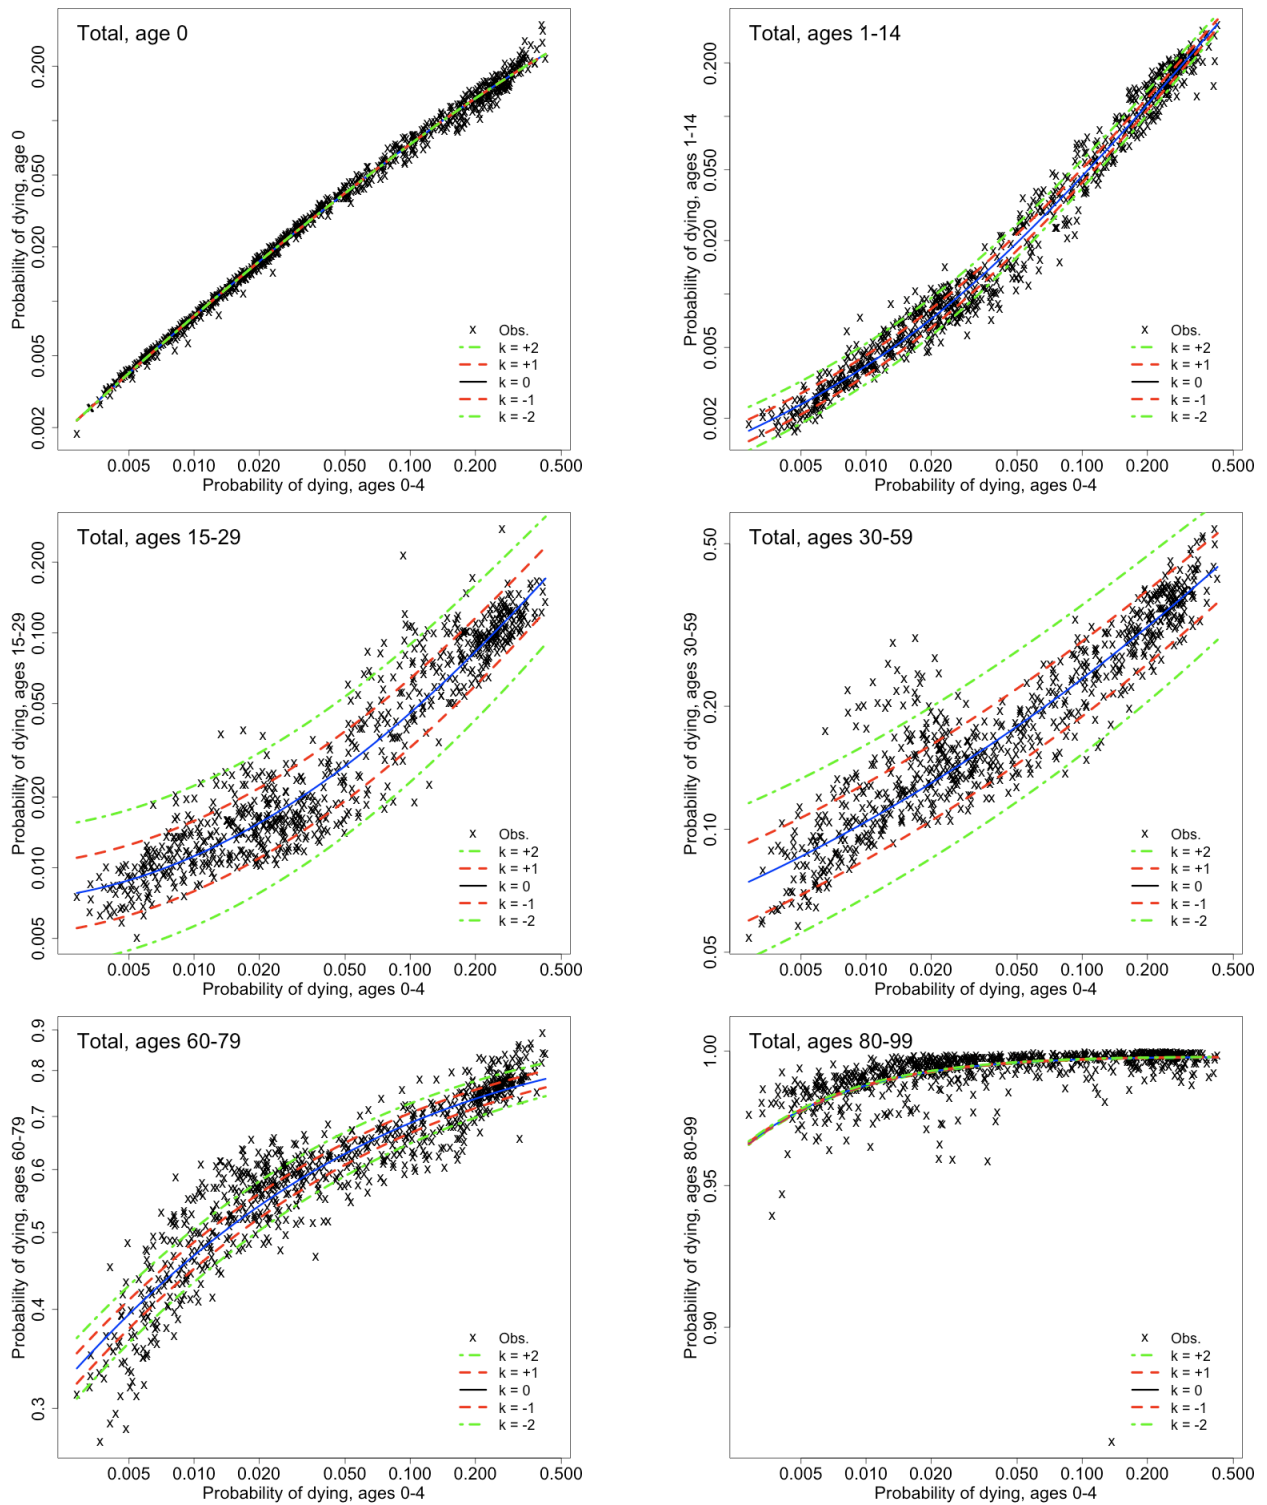 Total, age 0
Probability of dying, age 0
0.200
0.050
0.020
0.005
0.002
x Obs.
k = +2
k = +1
k = 0
k = -1
k = -2
0.005 0.010 0.020 0.050 0.100 0.200 0.500
Probability of dying, ages 0-4
Total, ages 1-14
Probability of dying, ages 1-14
0.200
0.050
0.020
0.005
0.002
x Obs.
k = +2
k = +1
k = 0
k = -1
k = -2
0.005 0.010 0.020 0.050 0.100 0.200 0.500
Probability of dying, ages 0-4
Total, ages 15-29
Probability of dying, ages 15-29
0.200
0.100
0.050
0.020
0.010
0.005
x Obs.
k = +2
k = +1
k = 0
k = -1
k = -2
0.005 0.010 0.020 0.050 0.100 0.200 0.500
Probability of dying, ages 0-4
Total, ages 30-59
Probability of dying, ages 30-59
0.50
0.20
0.10
0.05
x Obs.
k = +2
k = +1
k = 0
k = -1
k = -2
0.005 0.010 0.020 0.050 0.100 0.200 0.500
Probability of dying, ages 0-4
Total, ages 60-79
Probability of dying, ages 60-79
0.9
0.8
0.7
0.6
0.5
0.4
0.3
x Obs.
k = +2
k = +1
k = 0
k = -1
k = -2
0.005 0.010 0.020 0.050 0.100 0.200 0.500
Probability of dying, ages 0-4
Total, ages 80-99
Probability of dying, ages 80-99
1.00
0.95
0.90
x Obs.
k = +2
k = +1
k = 0
k = -1
k = -2
0.005 0.010 0.020 0.050 0.100 0.200 0.500
Probability of dying, ages 0-4